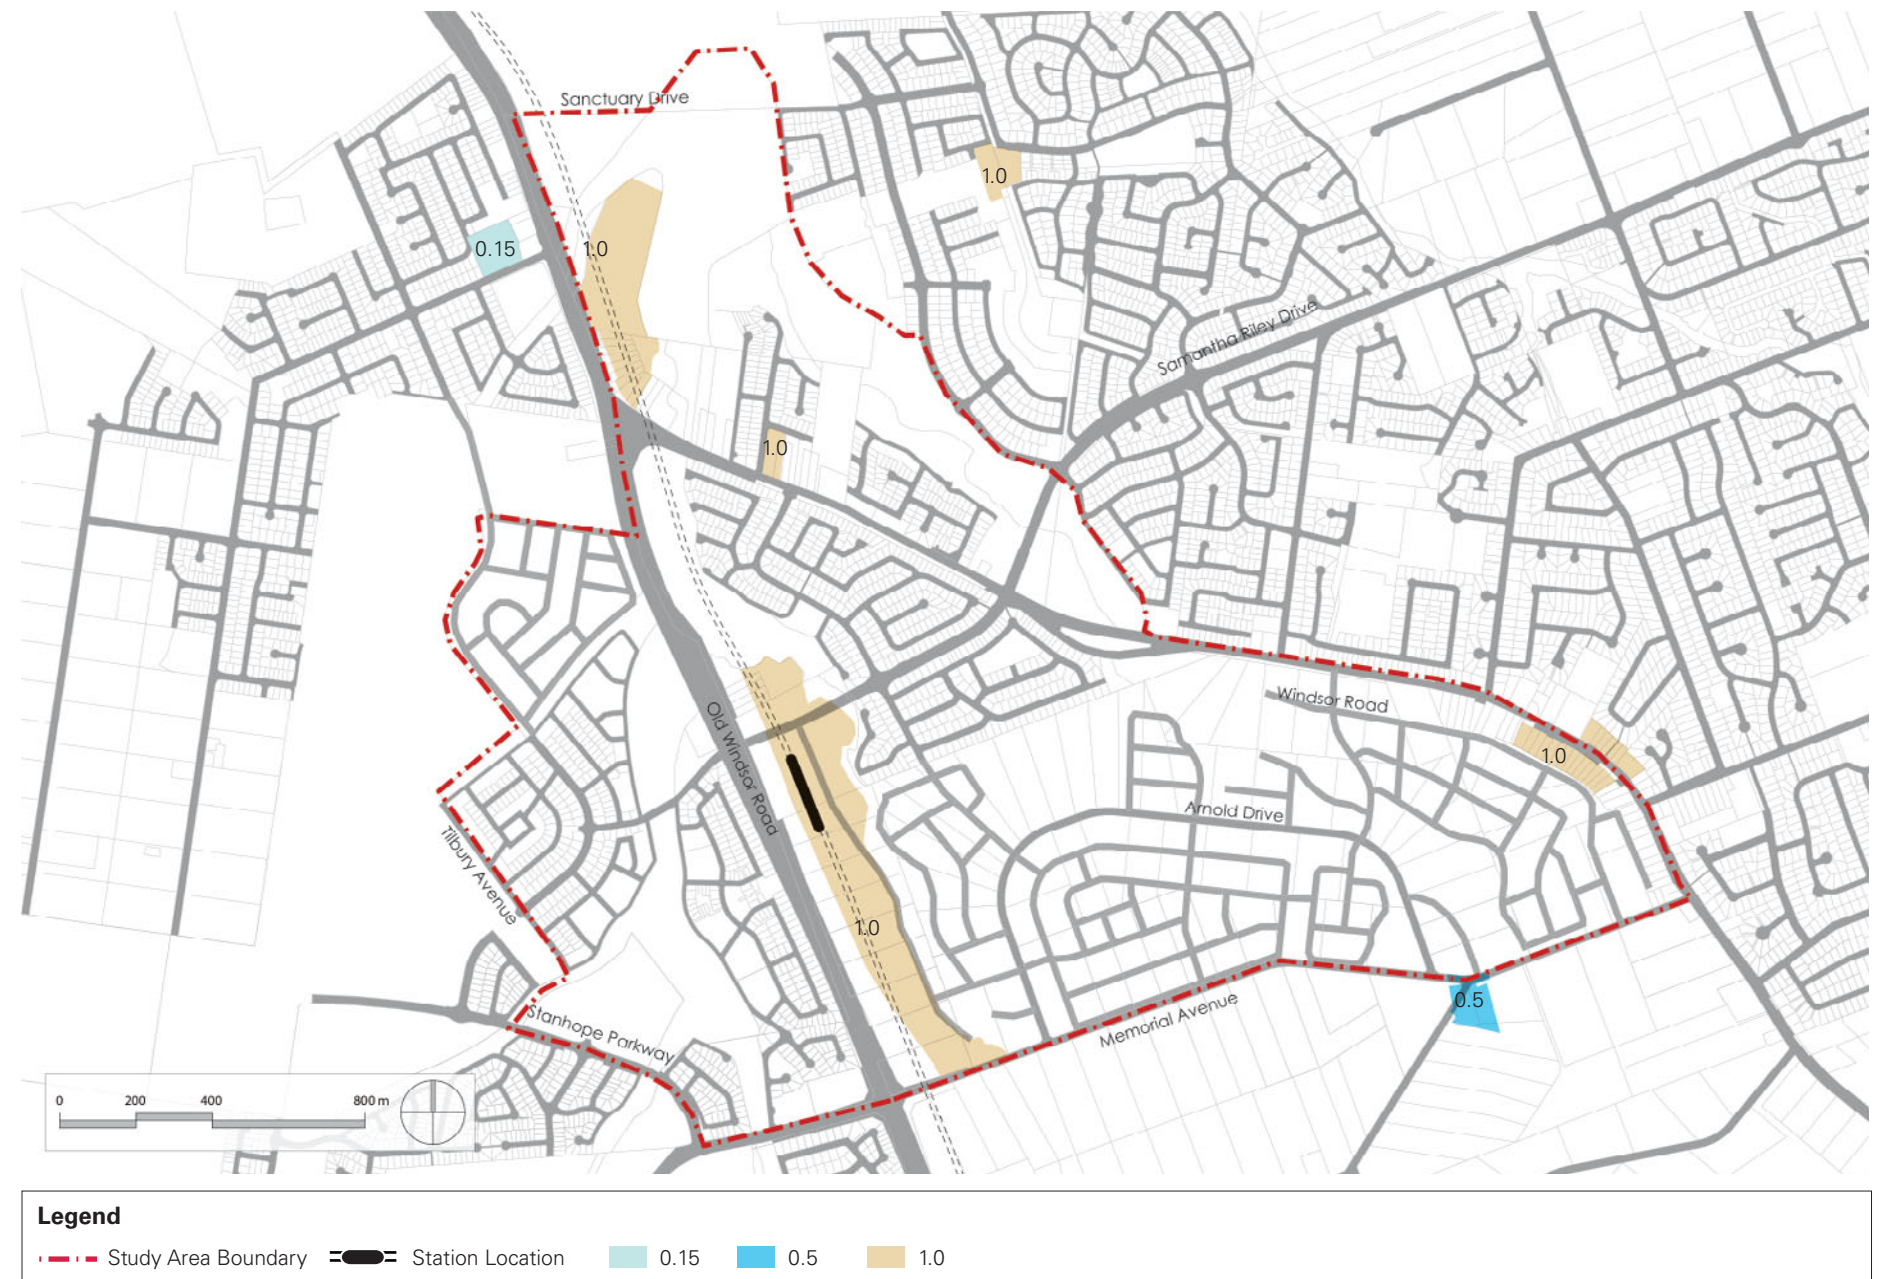 Sanctuary Drive
1.0
0.15
1.0
Samantha Riley Drive
1.0
Windsor Road
Old Windsor Road
1.0
Arnold Drive
Tilbury Avenue
1.0
0.5
Memorial Avenue
Stanhope Parkway
0 200 400 800 m
Legend
Study Area Boundary Station Location 0.15 0.5 1.0